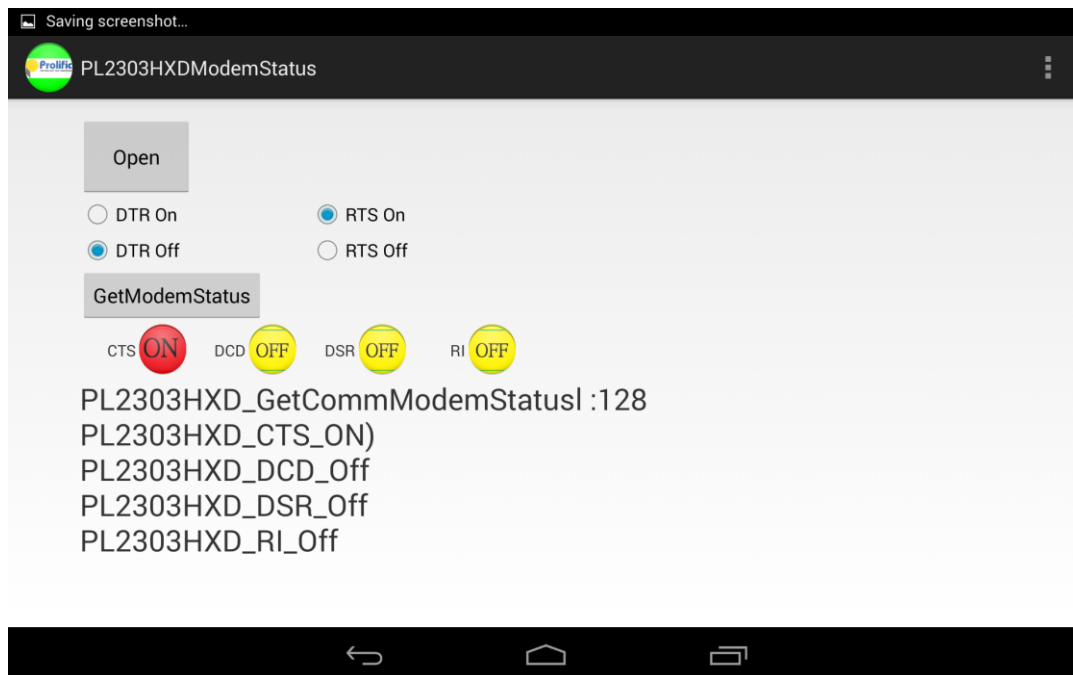 Saving screenshot...
Prolific PL2303HXDModemStatus
Open
DTR On RTS On
DTR Off RTS Off
GetModemStatus
CTS ON DCD OFF DSR OFF RI OFF
PL2303HXD_GetCommModemStatusl :128
PL2303HXD_CTS_ON)
PL2303HXD_DCD_Off
PL2303HXD_DSR_Off
PL2303HXD_RI_Off